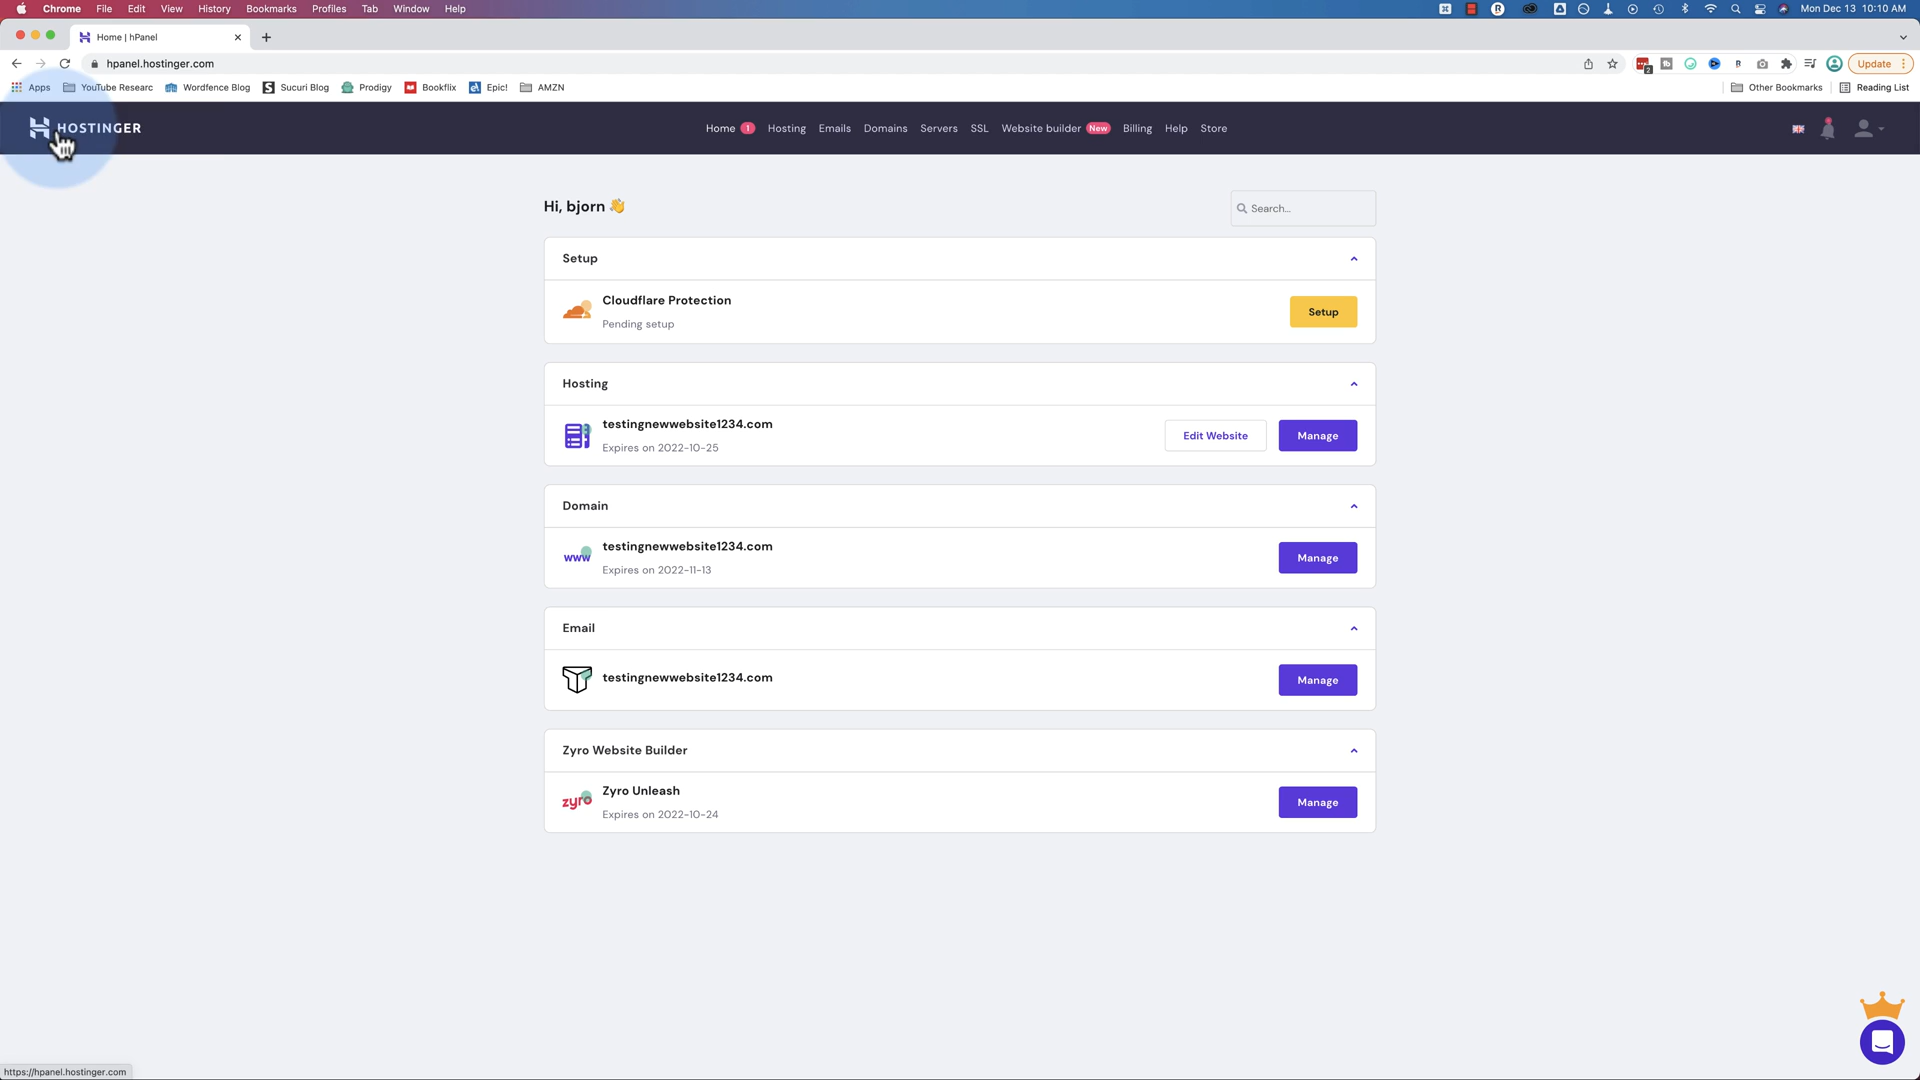 Chrome File Edit View History Bookmarks Profiles Tab Window Help Mon Dec 13 10:10 AM
Home | hPanel
hpanel.hostinger.com Update
Apps YouTube Researc Wordfence Blog Sucuri Blog Prodigy Bookflix Epic! AMZN Other Bookmarks Reading List
HOSTINGER Home 1 Hosting Emails Domains Servers SSL Website builder New Billing Help Store
Hi, bjorn 👋 Search...
Setup
Cloudflare Protection
Pending setup
Setup
Hosting
testingnewwebsite1234.com
Expires on 2022-10-25
Edit Website Manage
Domain
www testingnewwebsite1234.com
Expires on 2022-11-13
Manage
Email
testingnewwebsite1234.com
Manage
Zyro Website Builder
zyro Zyro Unleash
Expires on 2022-10-24
Manage
https://hpanel.hostinger.com